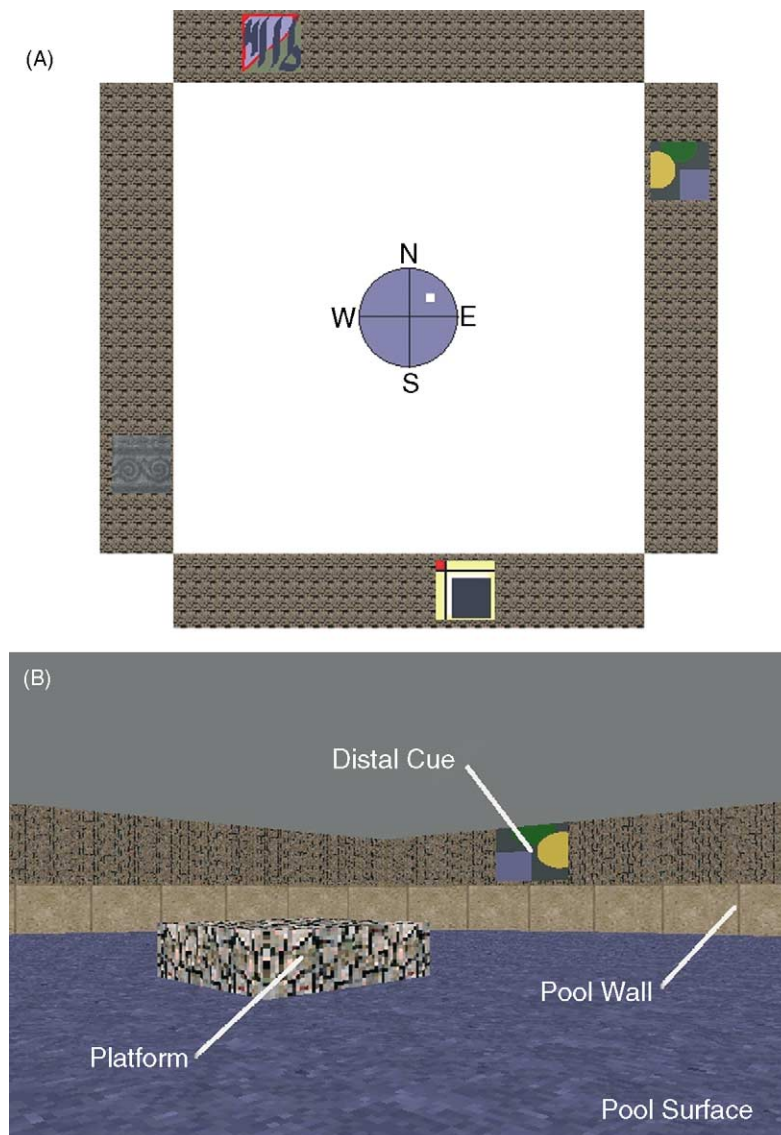 (A)
N
W E
S
(B)
Distal Cue
Pool Wall
Platform
Pool Surface